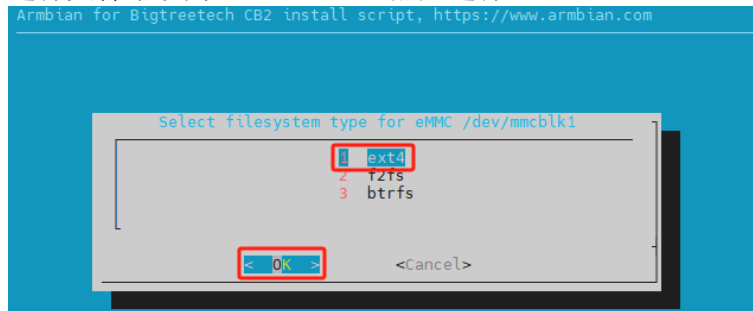 Armbian for Bigtreetech CB2 install script, https://www.armbian.com
Select filesystem type for eMMC /dev/mmcblk1
1 ext4
2 f2fs
3 btrfs
< OK > <Cancel>